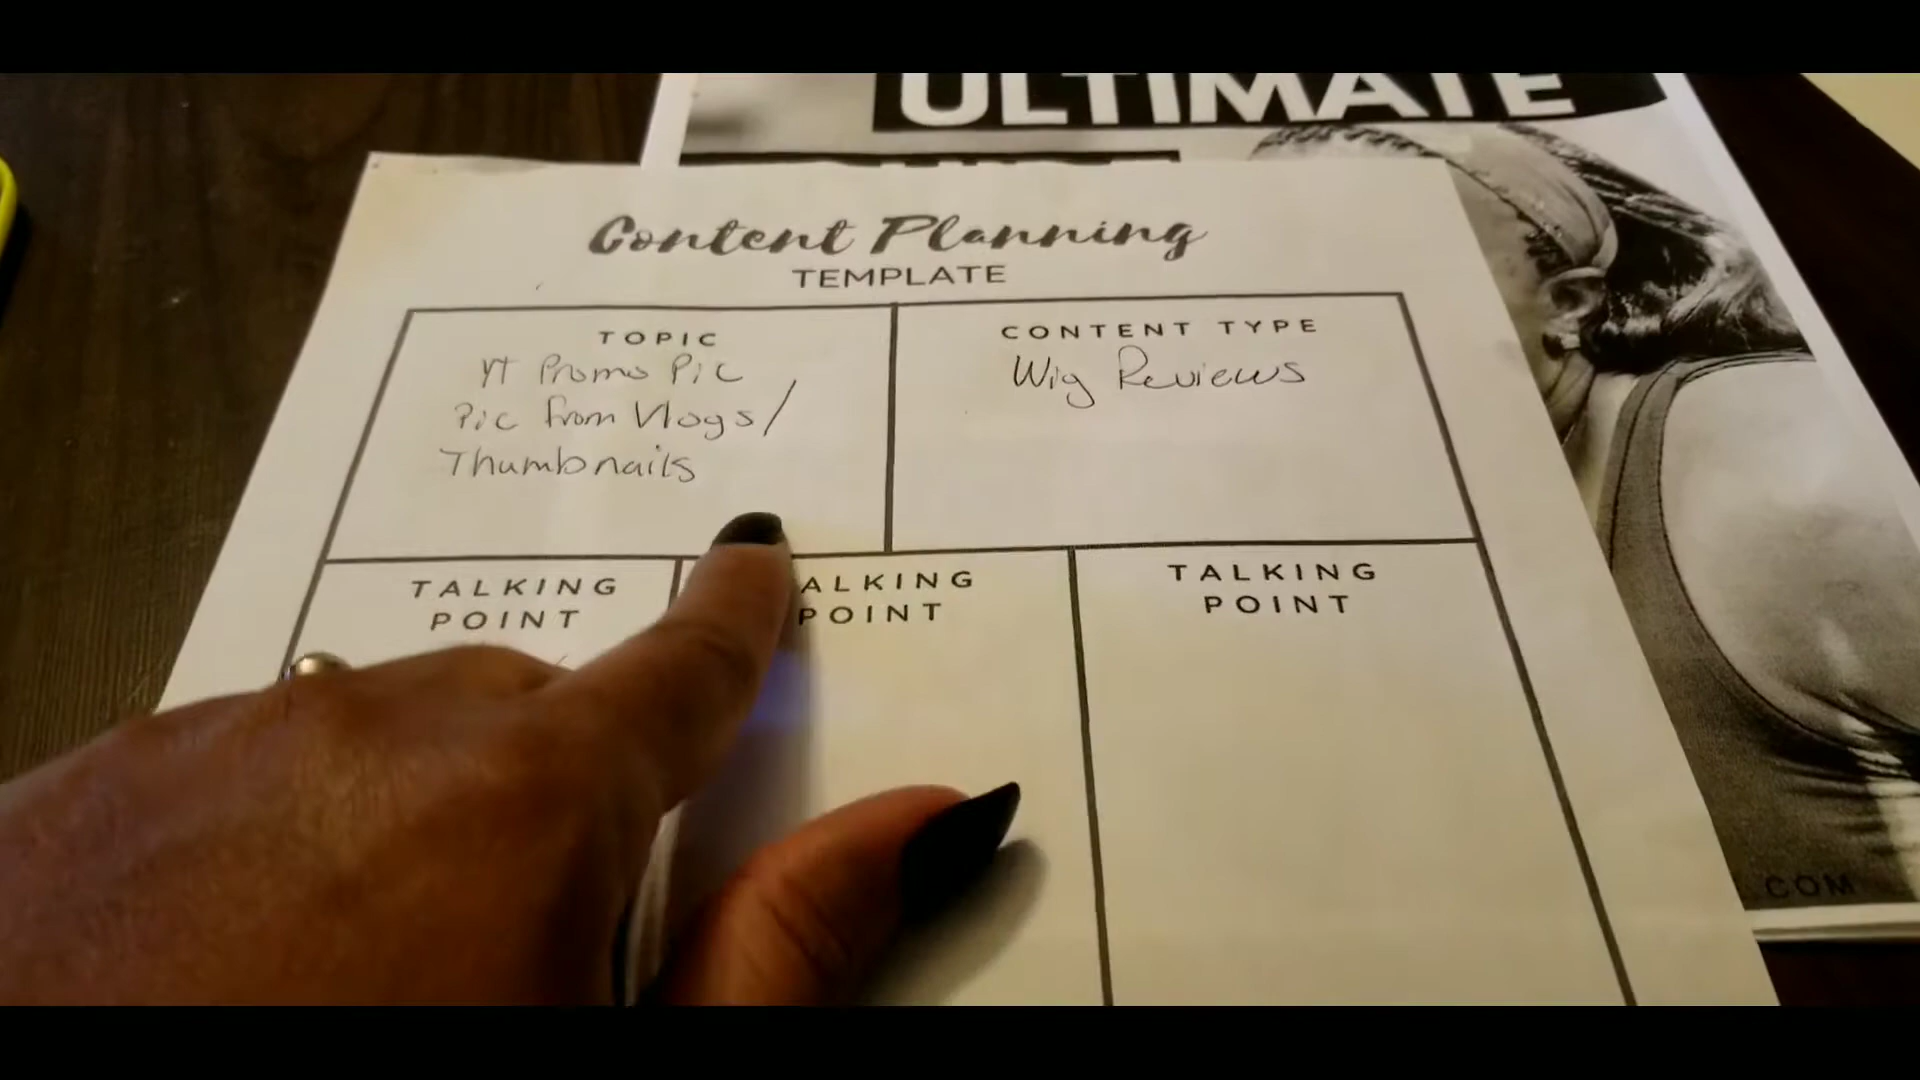 ULTIMATE
Content Planning
TEMPLATE
TOPIC
YT Promo Pic
Pic from Vlogs/
Thumbnails
CONTENT TYPE
Wig Reviews
TALKING
POINT
ALKING
POINT
TALKING
POINT
.COM